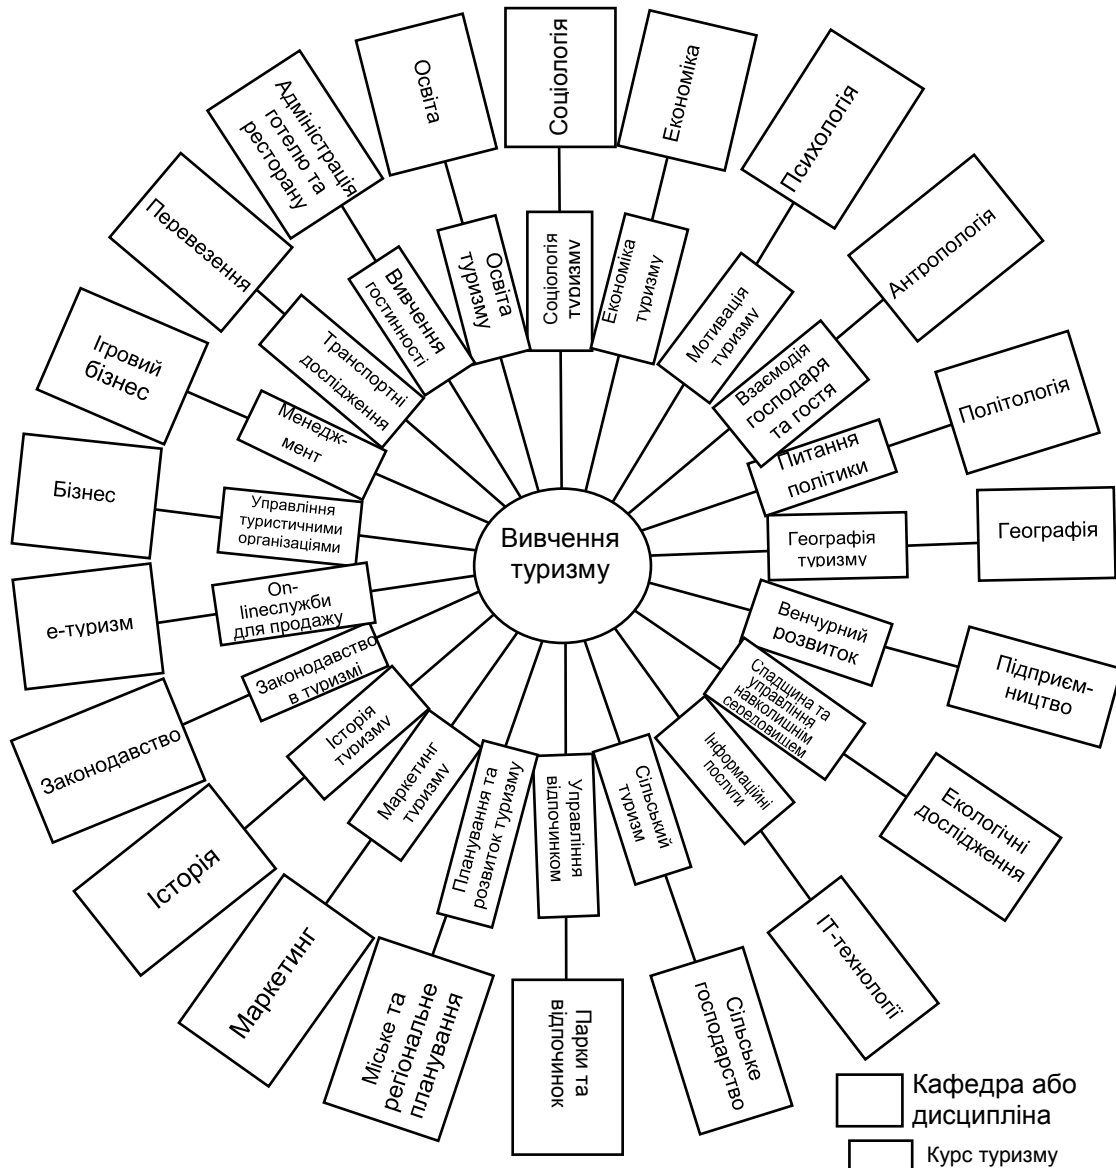 Соціологія
Економіка
Психологія
Антропологія
Політологія
Географія
Підприєм-
ництво
Екологічні
дослідження
ІТ-технології
Сільське
господарство
Парки та
відпочинок
Міське та
регіональне
планування
Маркетинг
Історія
Законодавство
е-туризм
Бізнес
Ігровий
бізнес
Перевезення
Адміністрація
готелю та
ресторану
Освіта
Соціологія
туризму
Економіка
туризму
Мотивація
туризму
Взаємодія
господаря
та гостя
Питання
політики
Географія
туризму
Венчурний
розвиток
Спадщина та
управління
навколишнім
середовищем
Інформаційні
послуги
Сільський
туризм
Управління
відпочинком
Планування та
розвиток туризму
Маркетинг
туризму
Історія
туризму
Законодавство
в туризмі
On-
lineслужби
для продажу
Управління
туристичними
організаціями
Менедж-
мент
Транспортні
дослідження
Вивчення
гостинності
Освіта
туризму
Вивчення
туризму
Кафедра або
дисципліна
Курс туризму